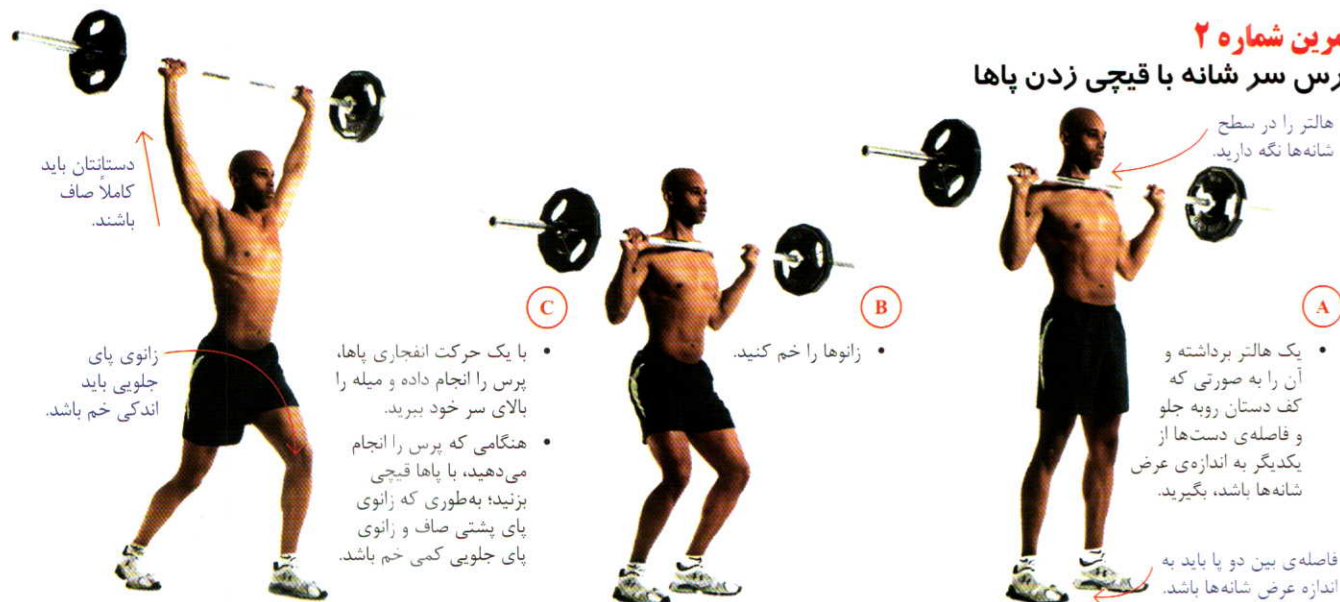 مرین شماره ۲
رس سر شانه با قیچی زدن پاها
هالتر را در سطح
شانه‌ها نگه دارید.
A
• یک هالتر برداشته و
آن را به صورتی که
کف دستان روبه جلو
و فاصله‌ی دست‌ها از
یکدیگر به اندازه‌ی عرض
شانه‌ها باشد، بگیرید.
فاصله‌ی بین دو پا باید به
اندازه عرض شانه‌ها باشد.
B
• زانوها را خم کنید.
C
• با یک حرکت انفجاری پاها،
پرس را انجام داده و میله را
بالای سر خود ببرید.
• هنگامی که پرس را انجام
می‌دهید، با پاها قیچی
بزنید؛ به‌طوری که زانوی
پای پشتی صاف و زانوی
پای جلویی کمی خم باشد.
دستانتان باید
کاملاً صاف
باشند.
زانوی پای
جلویی باید
اندکی خم باشد.